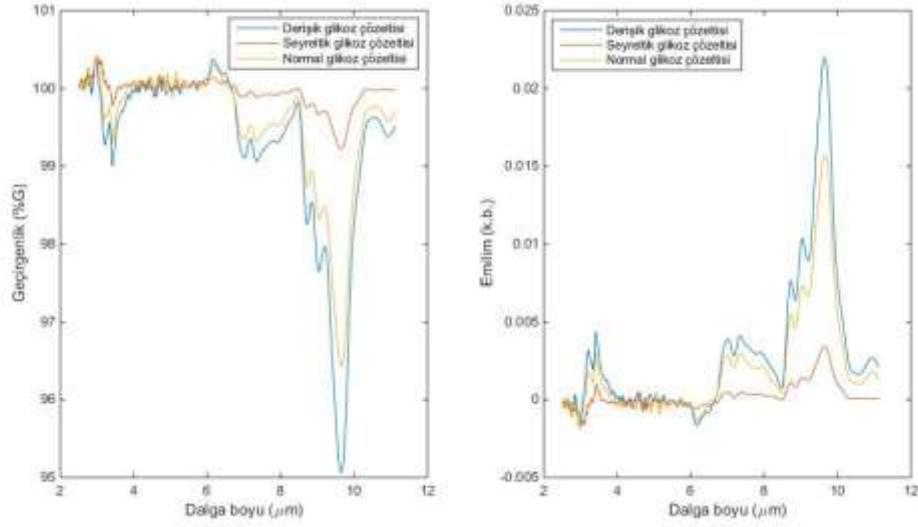 101
100
99
98
97
96
95
2
4
6
8
10
12
Geçirgenlik (%G)
Dalga boyu (μm)
Derişik glikoz çözeltisi
Seyreltik glikoz çözeltisi
Normal glikoz çözeltisi
0.025
0.02
0.015
0.01
0.005
0
-0.005
2
4
6
8
10
12
Emilim (k.b.)
Dalga boyu (μm)
Derişik glikoz çözeltisi
Seyreltik glikoz çözeltisi
Normal glikoz çözeltisi